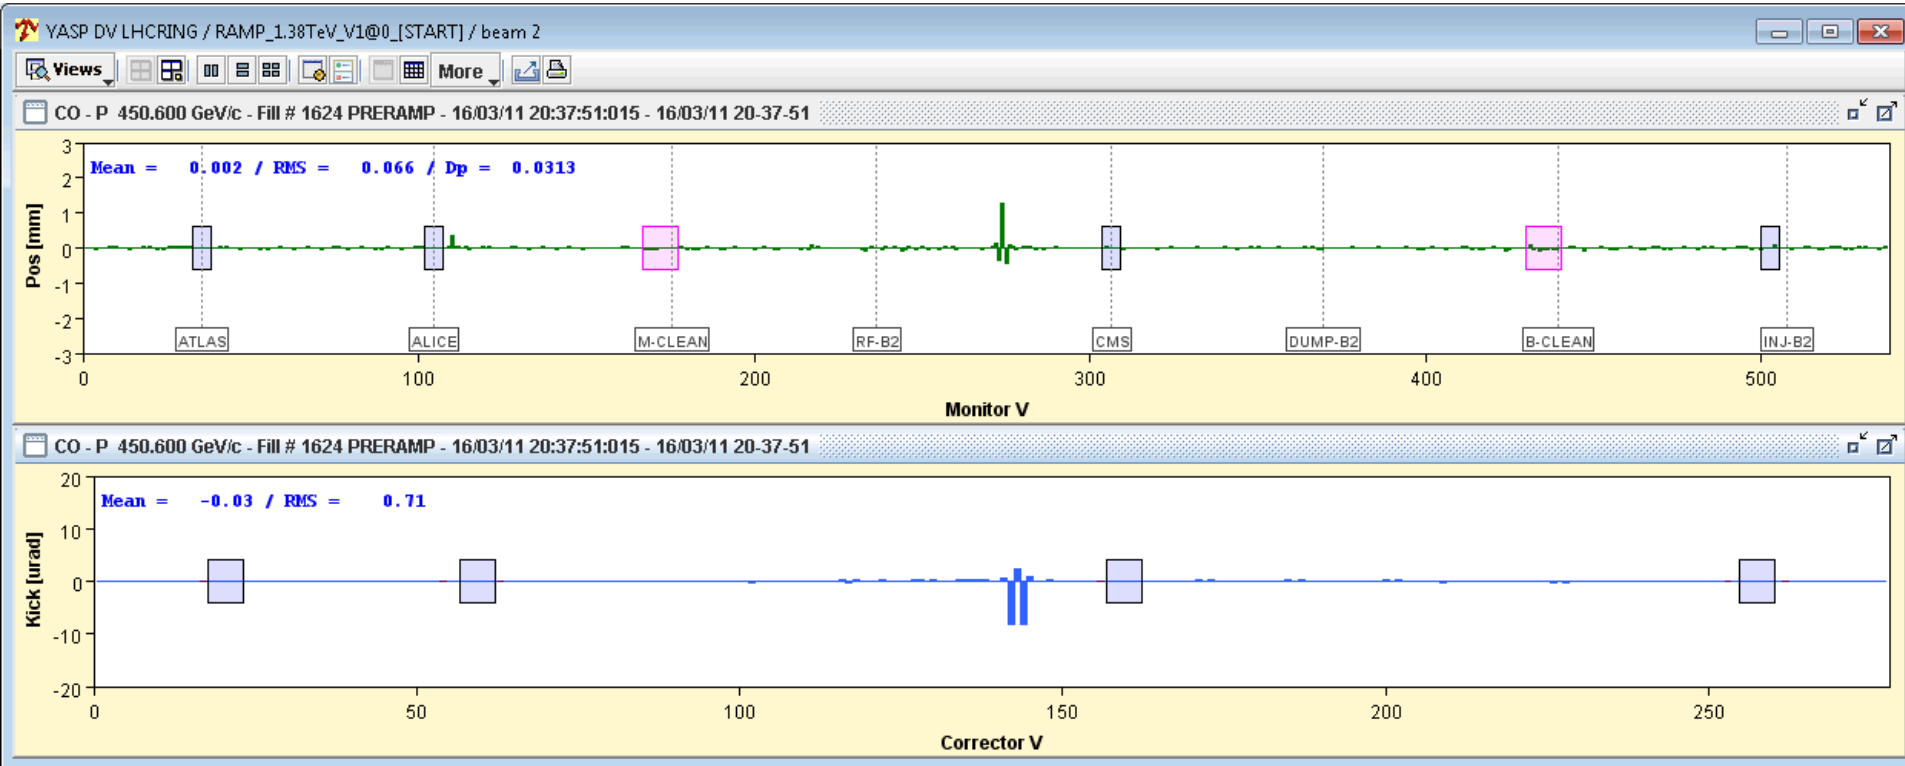 YASP DV LHCRING / RAMP_1.38TeV_V1@0_[START] / beam 2
Views More
CO - P 450.600 GeV/c - Fill # 1624 PRERAMP - 16/03/11 20:37:51:015 - 16/03/11 20-37-51
Mean = 0.002 / RMS = 0.066 / Dp = 0.0313
Pos [mm]
3
2
1
0
-1
-2
-3
ATLAS ALICE M-CLEAN RF-B2 CMS DUMP-B2 B-CLEAN INJ-B2
0 100 200 300 400 500
Monitor V
CO - P 450.600 GeV/c - Fill # 1624 PRERAMP - 16/03/11 20:37:51:015 - 16/03/11 20-37-51
Mean = -0.03 / RMS = 0.71
Kick [urad]
20
10
0
-10
-20
0 50 100 150 200 250
Corrector V